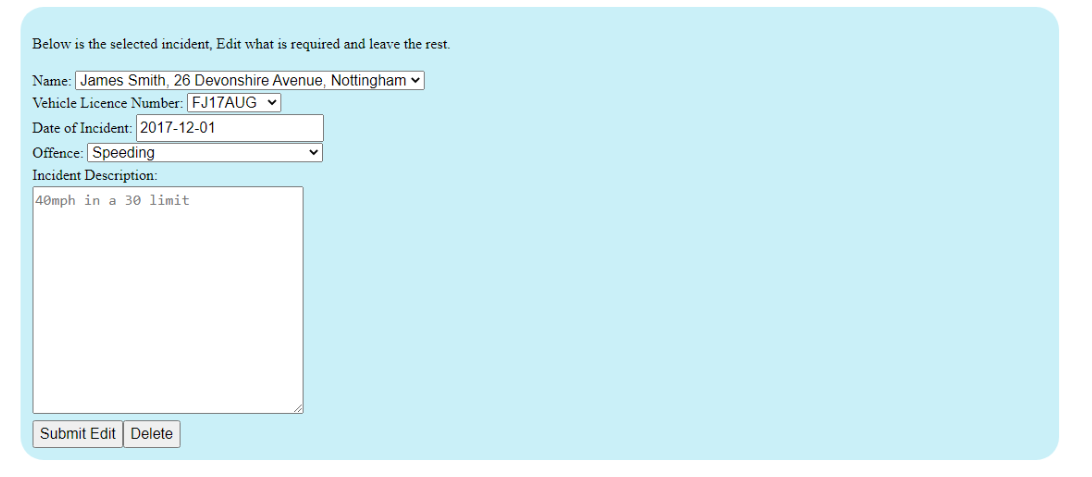 Below is the selected incident, Edit what is required and leave the rest.
Name: James Smith, 26 Devonshire Avenue, Nottingham
Vehicle Licence Number: FJ17AUG
Date of Incident: 2017-12-01
Offence: Speeding
Incident Description:
40mph in a 30 limit
Submit Edit Delete